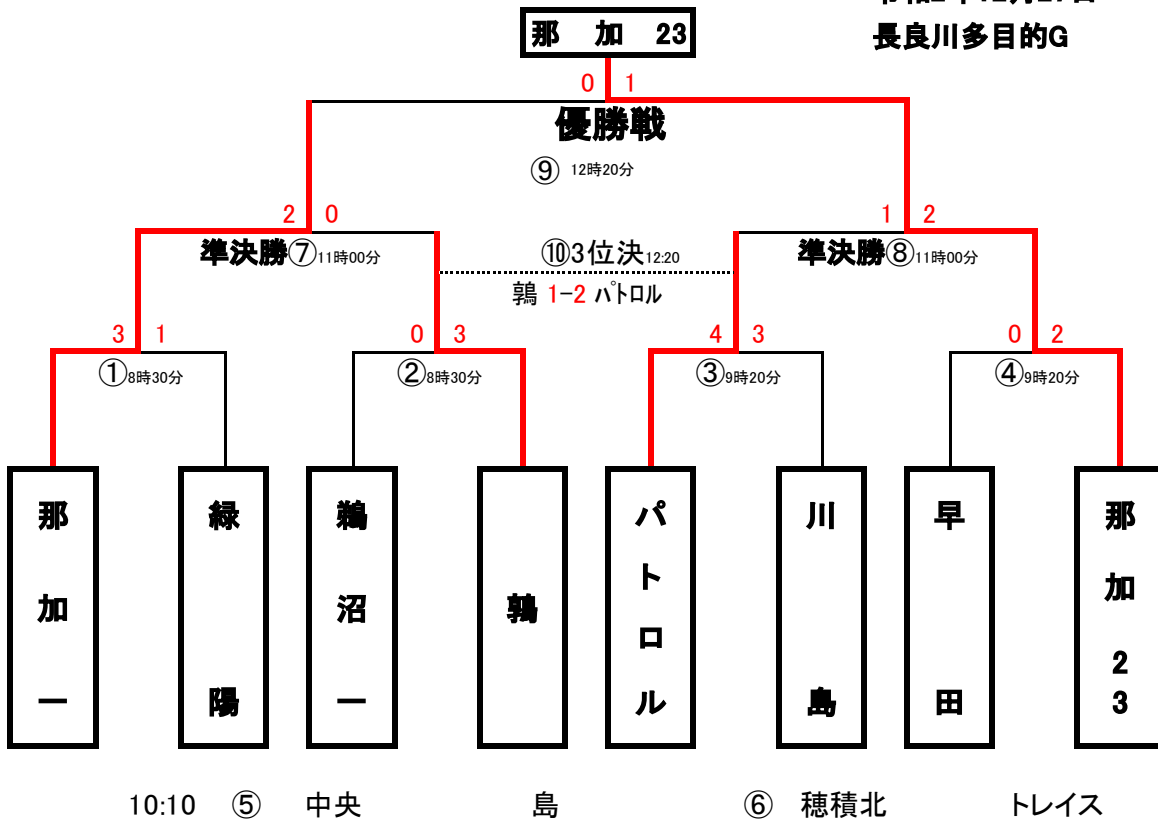 長良川多目的G
那 加 23
0 1
優勝戦
⑨ 12時20分
2 0
1 2
準決勝⑦11時00分
⑩3位決12:20
準決勝⑧11時00分
鶉 1-2 パトロル
3 1
0 3
4 3
0 2
①8時30分
②8時30分
③9時20分
④9時20分
那加一
緑陽
鵜沼一
鶉
パトロル
川島
早田
那加23
10:10 ⑤ 中央 島 ⑥ 穂積北 トレイス